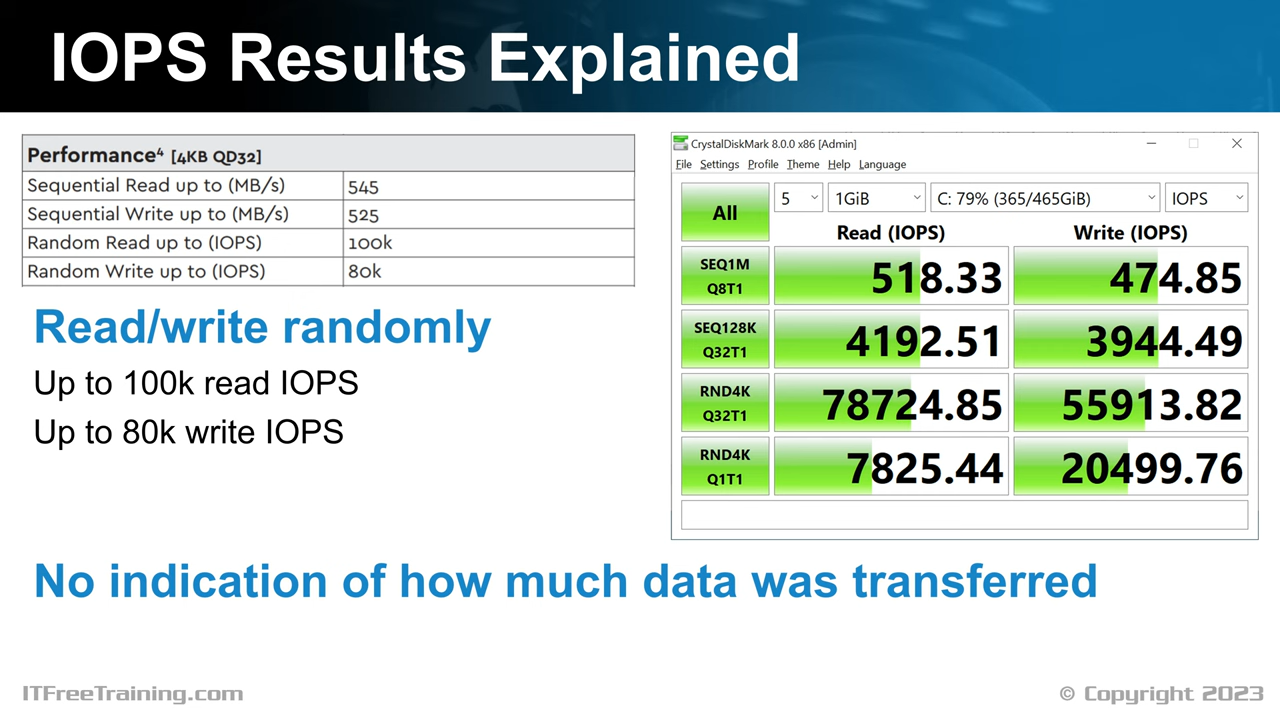 IOPS Results Explained
Performance⁴ [4KB QD32]
Sequential Read up to (MB/s) 545
Sequential Write up to (MB/s) 525
Random Read up to (IOPS) 100k
Random Write up to (IOPS) 80k
Read/write randomly
Up to 100k read IOPS
Up to 80k write IOPS
CrystalDiskMark 8.0.0 x86 [Admin]
File Settings Profile Theme Help Language
All 5 1GiB C: 79% (365/465GiB) IOPS
Read (IOPS) Write (IOPS)
SEQ1M
Q8T1 518.33 474.85
SEQ128K
Q32T1 4192.51 3944.49
RND4K
Q32T1 78724.85 55913.82
RND4K
Q1T1 7825.44 20499.76
No indication of how much data was transferred
ITFreeTraining.com © Copyright 2023